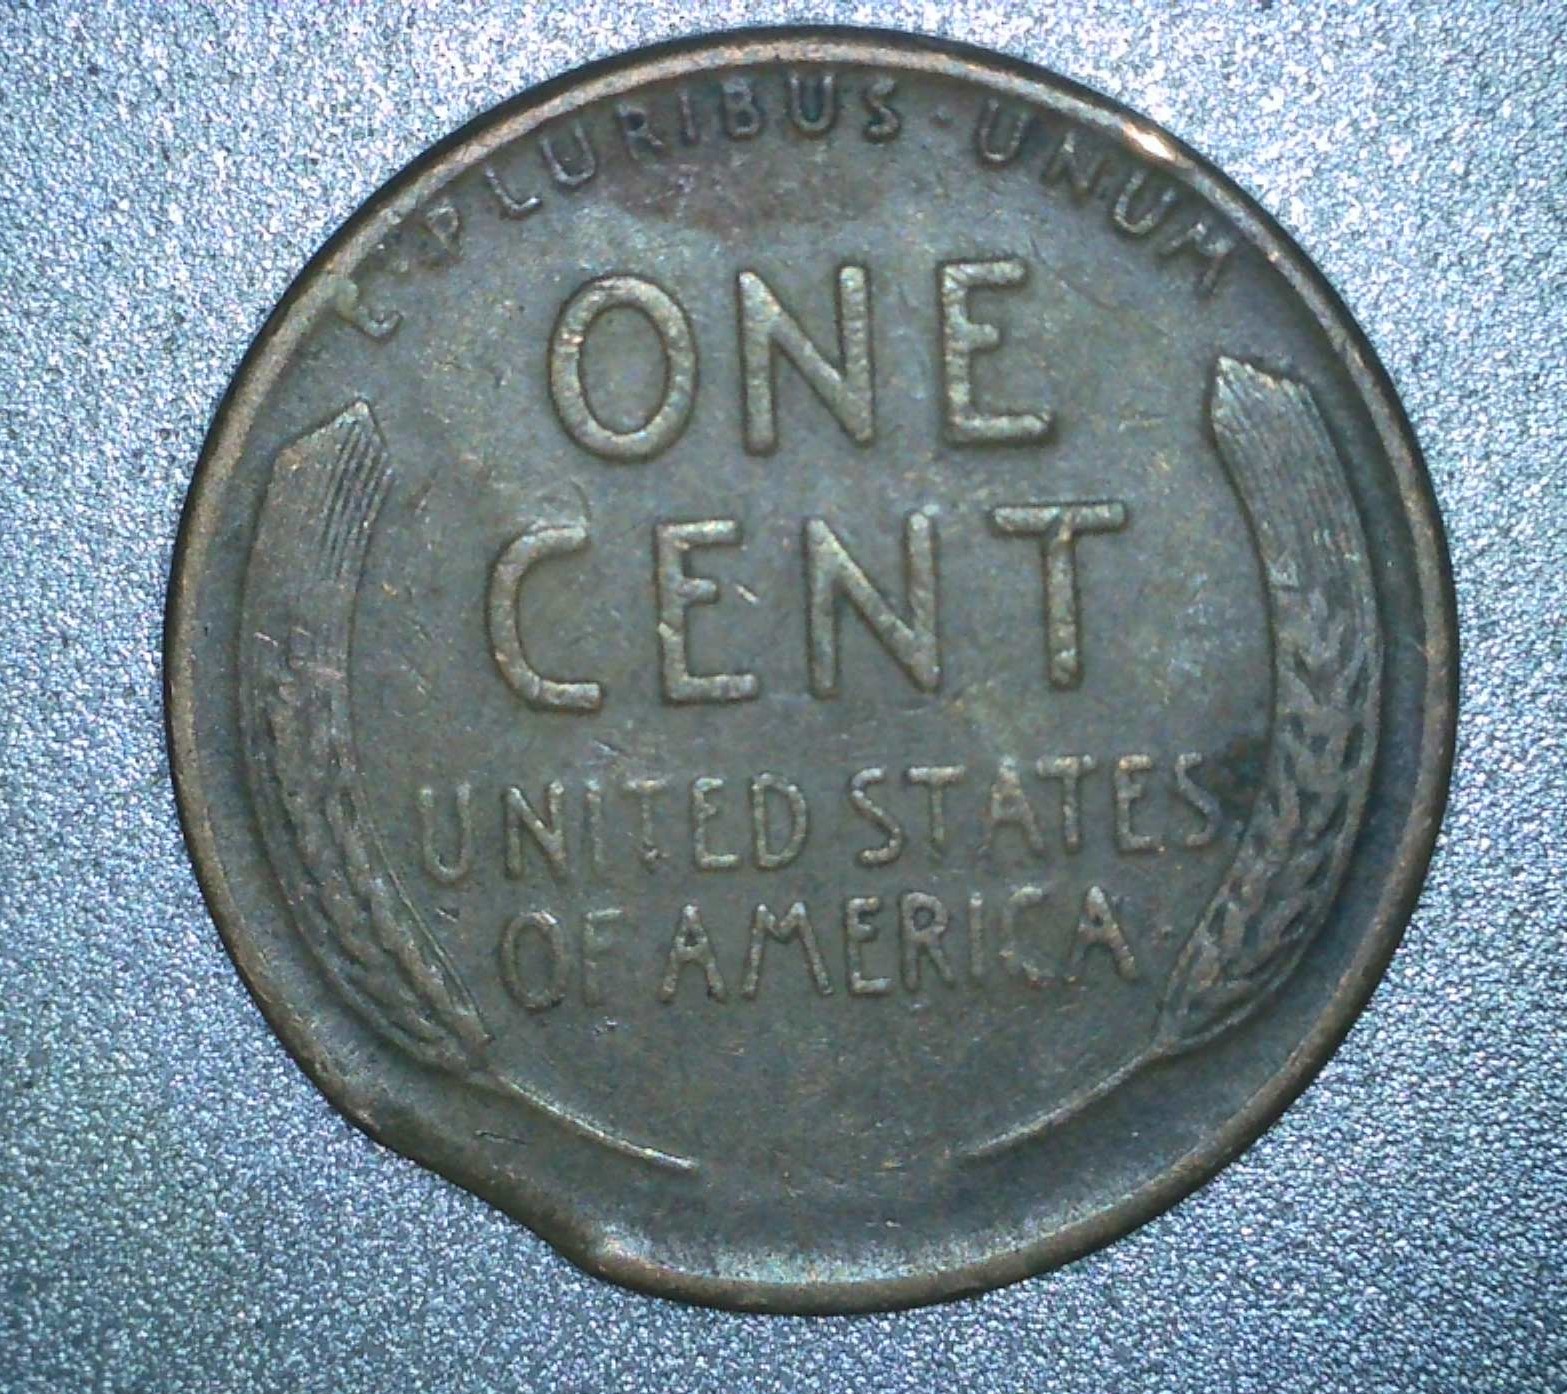 E·PLURIBUS·UNUM
ONE
CENT
UNITED STATES
OF AMERICA